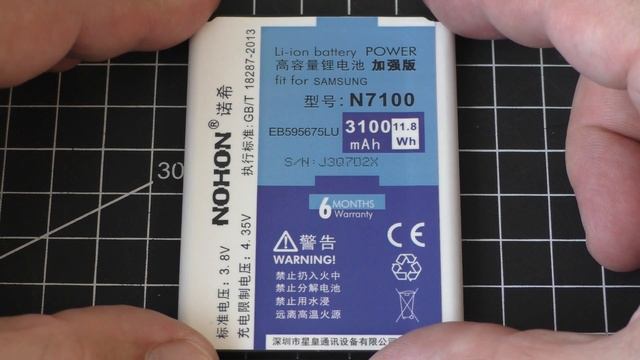 Li-ion battery POWER
高容量锂电池 加强版
fit for SAMSUNG
型号: N7100
EB595675LU 3100 mAh 11.8 Wh
S/N: J3Q7D2X
6 MONTHS
Warranty
警告
WARNING!
禁止扔入火中
禁止分解电池
禁止用水浸
远离高温火源
CE
深圳市星皇通讯设备有限公司
NOHON® 诺希
执行标准: GB/T 18287-2013
标准电压: 3.8V
充电限制电压: 4.35V
30